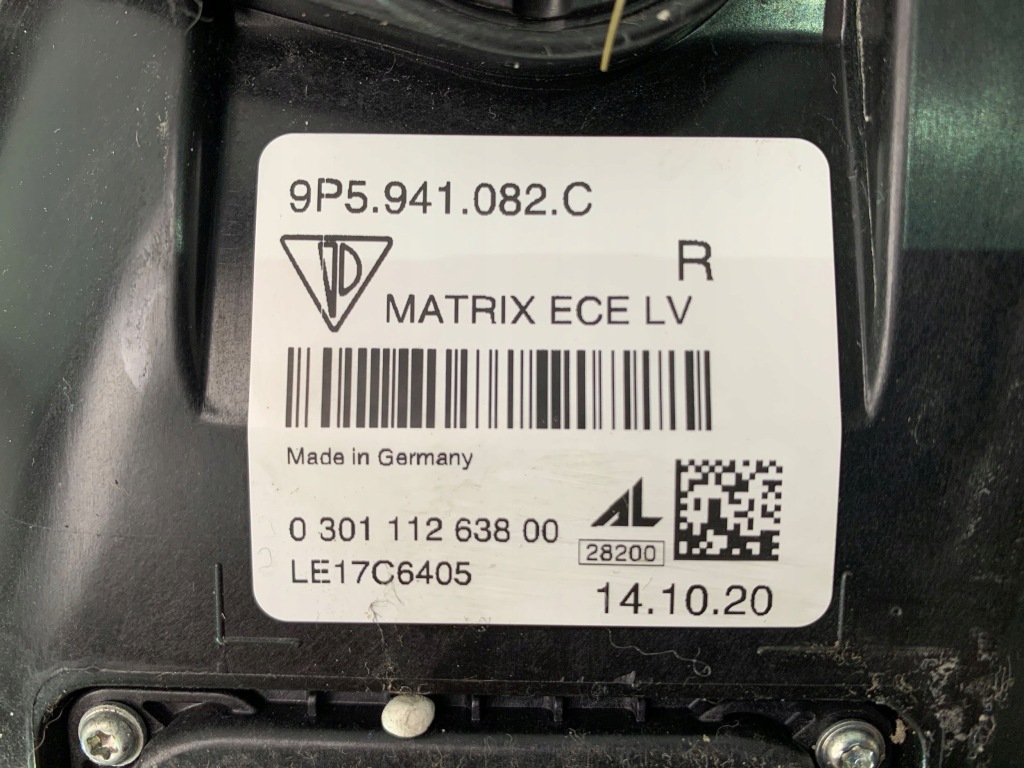 9P5.941.082.C
R
MATRIX ECE LV
Made in Germany
AL
0 301 112 638 00
28200
LE17C6405
14.10.20